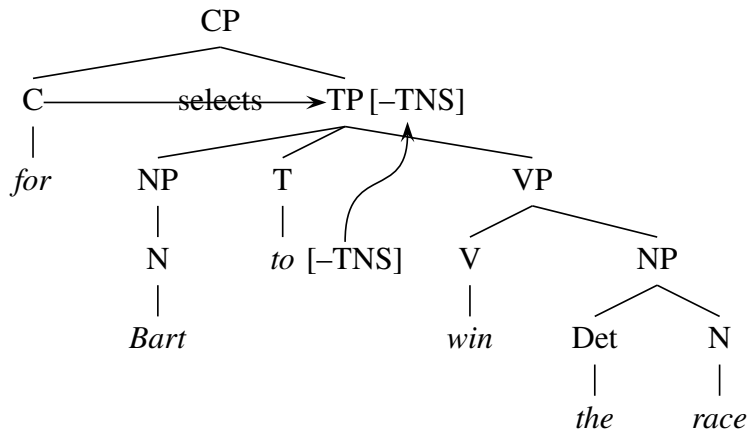 CP
C selects TP [–TNS]
for NP T VP
N to [–TNS] V NP
Bart win Det N
the race